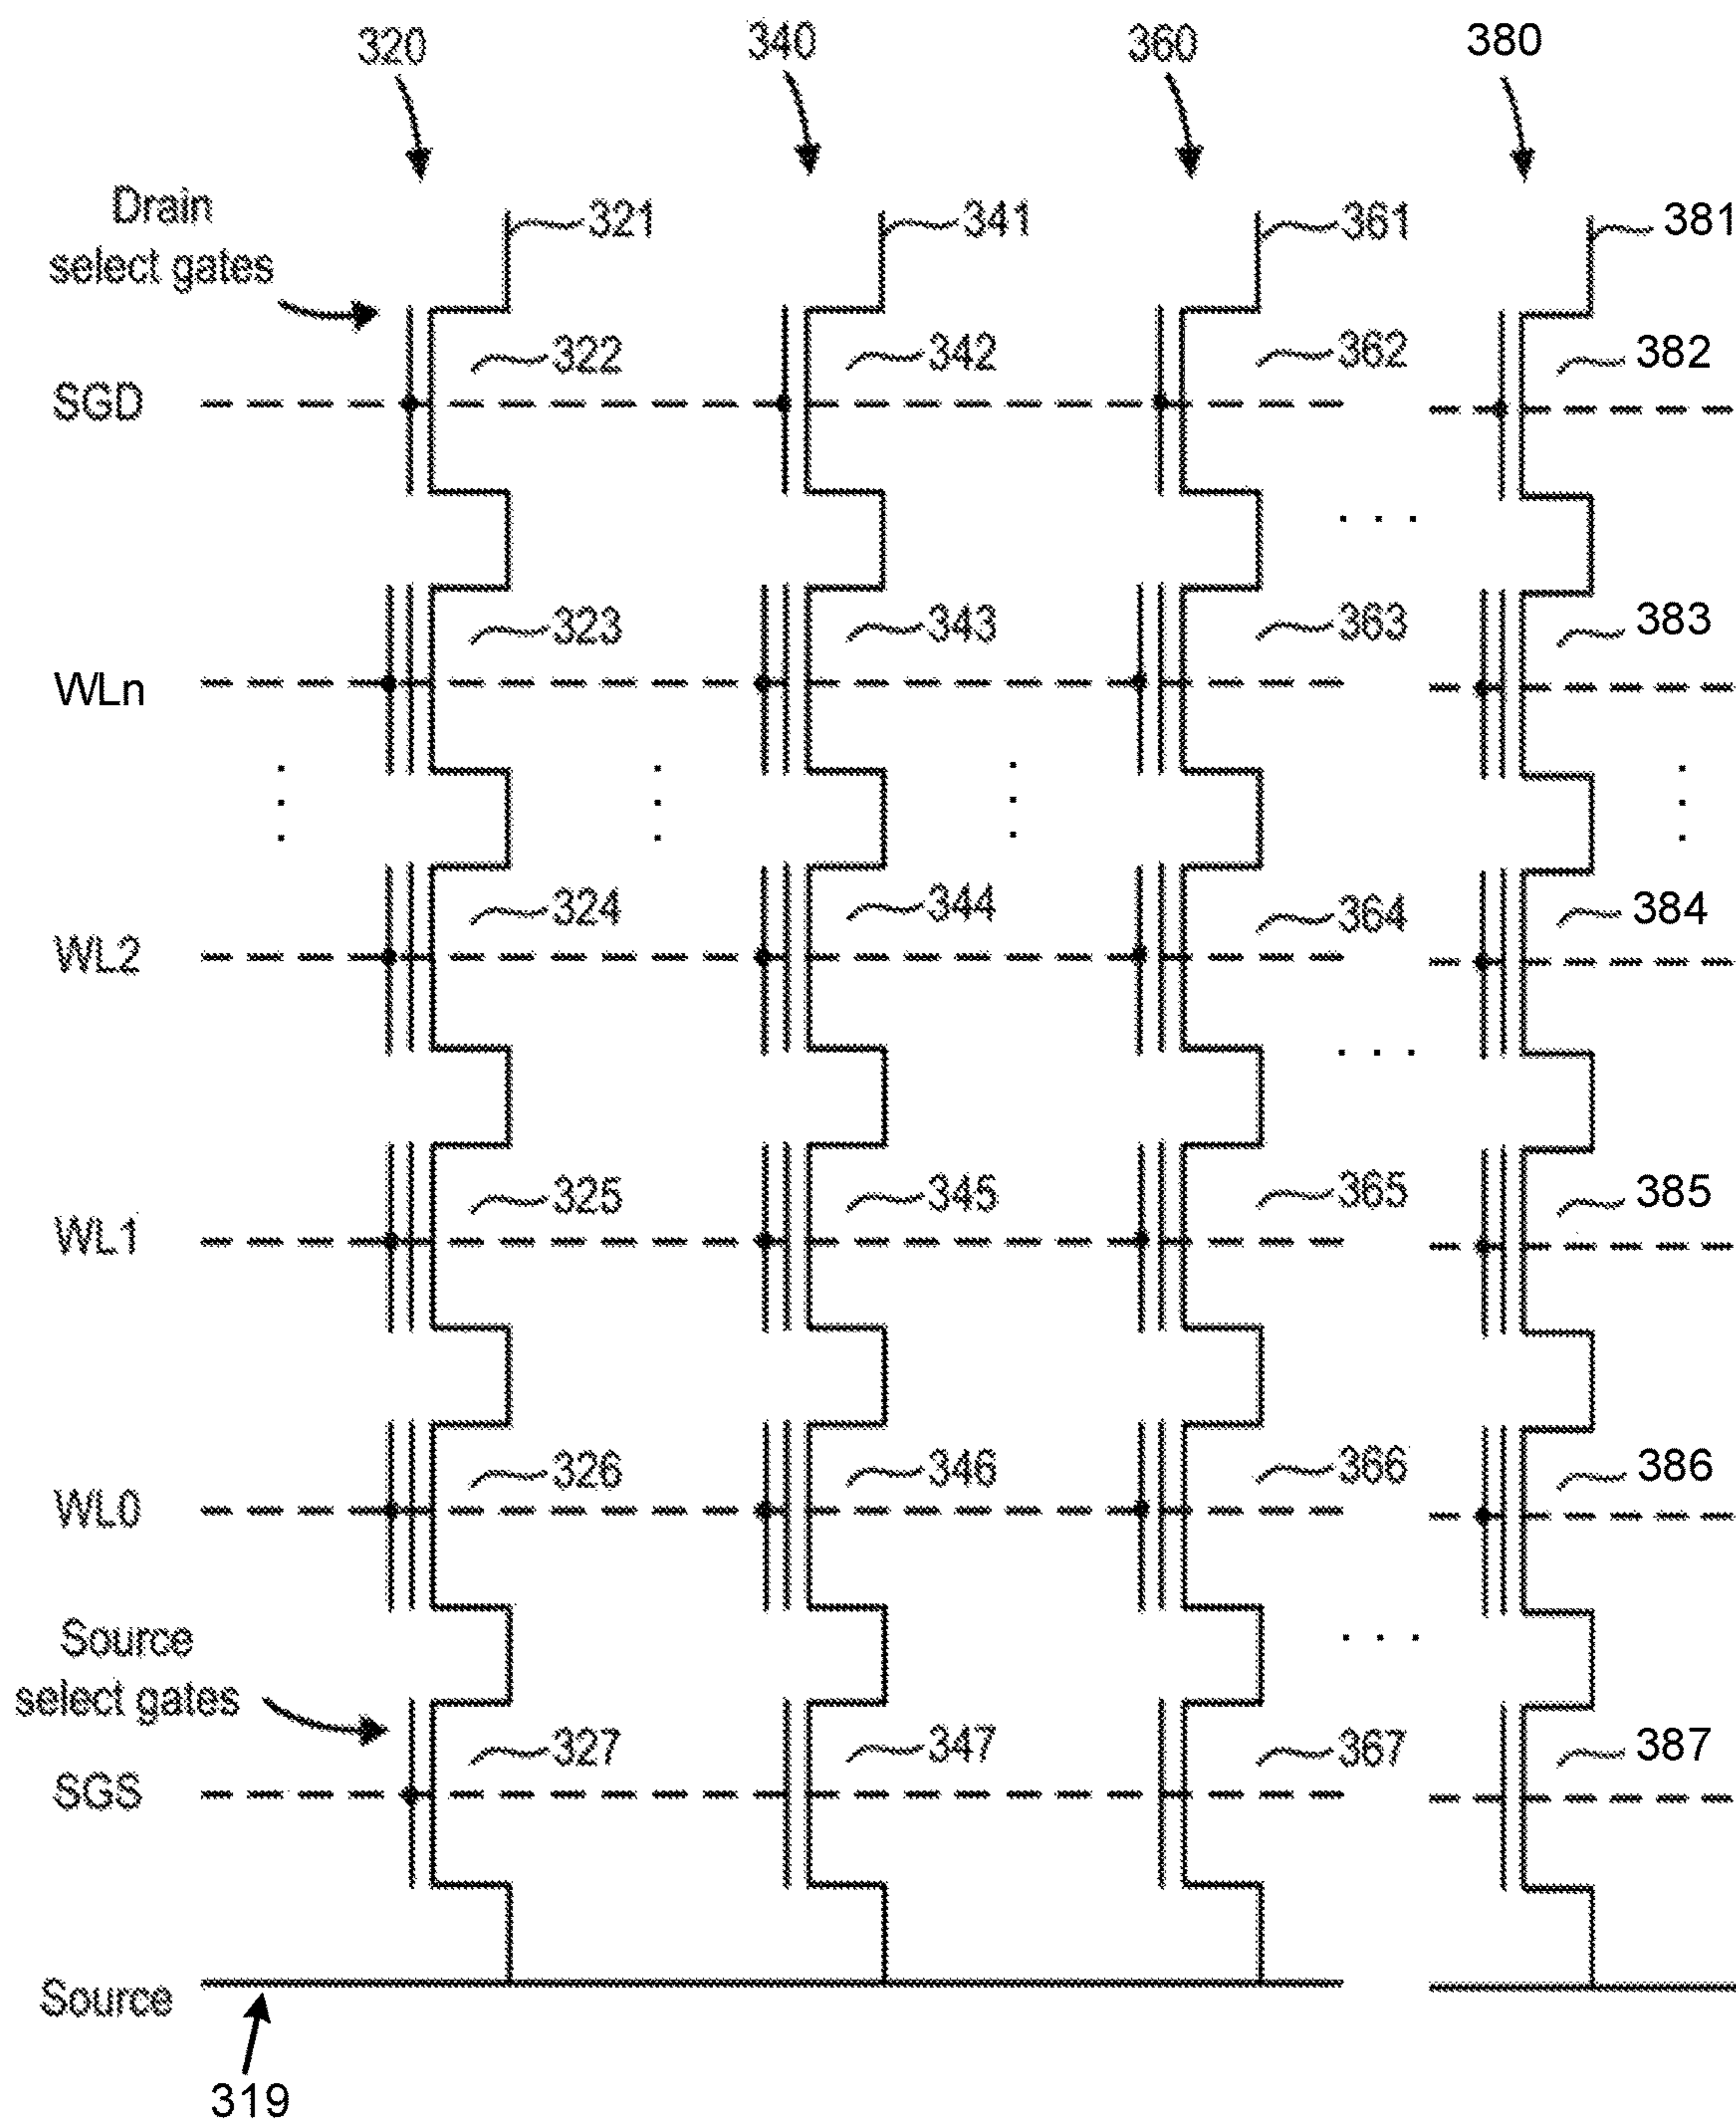 320 340 360 380
321 341 361 381
Drain
select gates
322 342 362 382
SGD
323 343 363 383
WLn
324 344 364 384
WL2
325 345 365 385
WL1
326 346 366 386
WL0
Source
select gates
327 347 367 387
SGS
Source
319